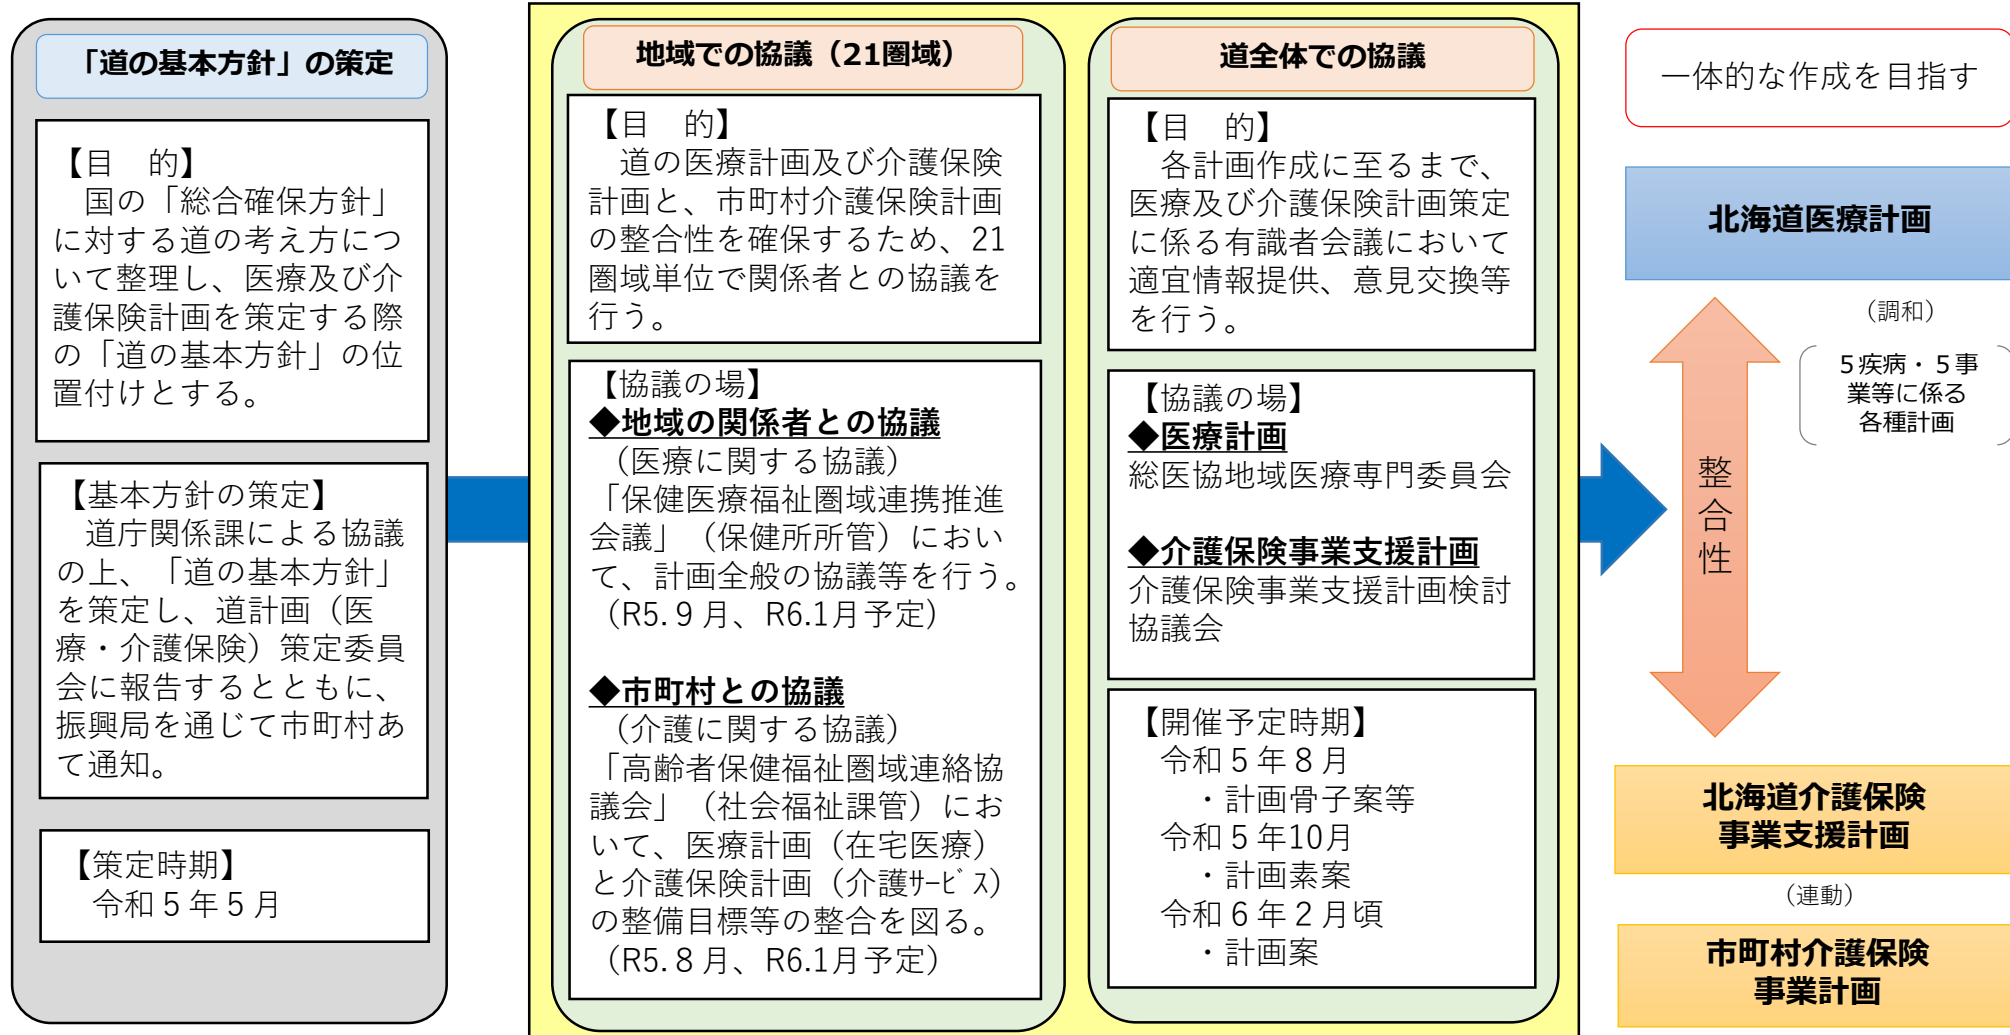 「道の基本方針」の策定
【目　的】
　国の「総合確保方針」
に対する道の考え方につ
いて整理し、医療及び介
護保険計画を策定する際
の「道の基本方針」の位
置付けとする。
【基本方針の策定】
　道庁関係課による協議
の上、「道の基本方針」
を策定し、道計画（医
療・介護保険）策定委員
会に報告するとともに、
振興局を通じて市町村あ
て通知。
【策定時期】
　令和５年５月
地域での協議（21圏域）
【目　的】
　道の医療計画及び介護保険
計画と、市町村介護保険計画
の整合性を確保するため、21
圏域単位で関係者との協議を
行う。
【協議の場】
◆地域の関係者との協議
（医療に関する協議）
「保健医療福祉圏域連携推進
会議」（保健所所管）におい
て、計画全般の協議等を行う。
（R5.９月、R6.1月予定）
◆市町村との協議
（介護に関する協議）
「高齢者保健福祉圏域連絡協
議会」（社会福祉課管）にお
いて、医療計画（在宅医療）
と介護保険計画（介護ｻｰﾋﾞｽ）
の整備目標等の整合を図る。
（R5.８月、R6.1月予定）
道全体での協議
【目　的】
　各計画作成に至るまで、
医療及び介護保険計画策定
に係る有識者会議において
適宜情報提供、意見交換等
を行う。
【協議の場】
◆医療計画
総医協地域医療専門委員会
◆介護保険事業支援計画
介護保険事業支援計画検討
協議会
【開催予定時期】
令和５年８月
・計画骨子案等
令和５年10月
・計画素案
令和６年２月頃
・計画案
一体的な作成を目指す
北海道医療計画
（調和）
５疾病・５事
業等に係る
各種計画
整合性
北海道介護保険
事業支援計画
（連動）
市町村介護保険
事業計画